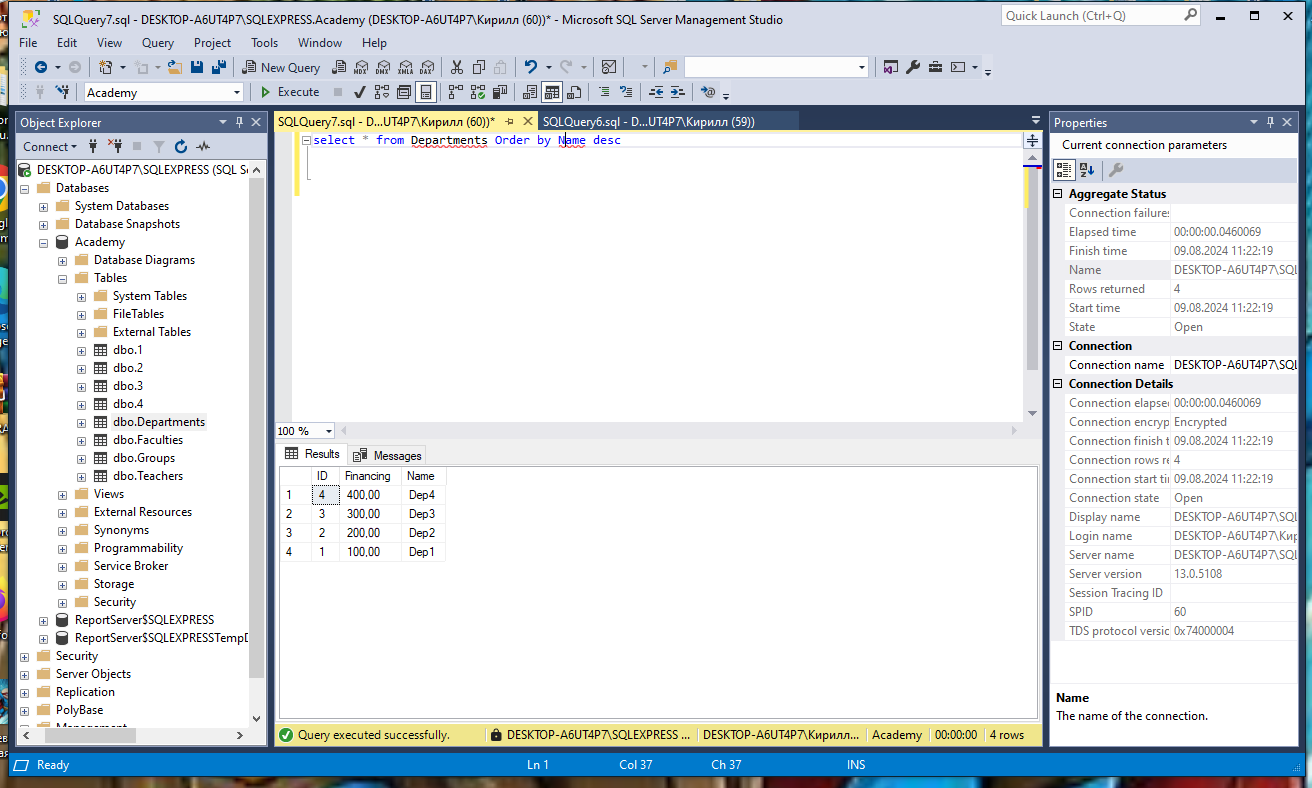 SQLQuery7.sql - DESKTOP-A6UT4P7\SQLEXPRESS.Academy (DESKTOP-A6UT4P7\Кирилл (60))* - Microsoft SQL Server Management Studio
Quick Launch (Ctrl+Q)
File Edit View Query Project Tools Window Help
New Query
MDX DMX XMLA DAX
Academy
Execute
Object Explorer
Connect
DESKTOP-A6UT4P7\SQLEXPRESS (SQL S
Databases
System Databases
Database Snapshots
Academy
Database Diagrams
Tables
System Tables
FileTables
External Tables
dbo.1
dbo.2
dbo.3
dbo.4
dbo.Departments
dbo.Faculties
dbo.Groups
dbo.Teachers
Views
External Resources
Synonyms
Programmability
Service Broker
Storage
Security
ReportServer$SQLEXPRESS
ReportServer$SQLEXPRESSTemp
Security
Server Objects
Replication
PolyBase
Management
SQLQuery7.sql - D...UT4P7\Кирилл (60))*
SQLQuery6.sql - D...UT4P7\Кирилл (59))
select * from Departments Order by Name desc
100 %
Results
Messages
ID Financing Name
1 4 400,00 Dep4
2 3 300,00 Dep3
3 2 200,00 Dep2
4 1 100,00 Dep1
Query executed successfully.
DESKTOP-A6UT4P7\SQLEXPRESS ...
DESKTOP-A6UT4P7\Кирилл...
Academy
00:00:00
4 rows
Properties
Current connection parameters
Aggregate Status
Connection failures
Elapsed time 00:00:00.0460069
Finish time 09.08.2024 11:22:19
Name DESKTOP-A6UT4P7\SQL
Rows returned 4
Start time 09.08.2024 11:22:19
State Open
Connection
Connection name DESKTOP-A6UT4P7\SQL
Connection Details
Connection elapse 00:00:00.0460069
Connection encryp Encrypted
Connection finish t 09.08.2024 11:22:19
Connection rows re 4
Connection start ti 09.08.2024 11:22:19
Connection state Open
Display name DESKTOP-A6UT4P7\SQL
Login name DESKTOP-A6UT4P7\Кир
Server name DESKTOP-A6UT4P7\SQL
Server version 13.0.5108
Session Tracing ID
SPID 60
TDS protocol versic 0x74000004
Name
The name of the connection.
Ready
Ln 1
Col 37
Ch 37
INS